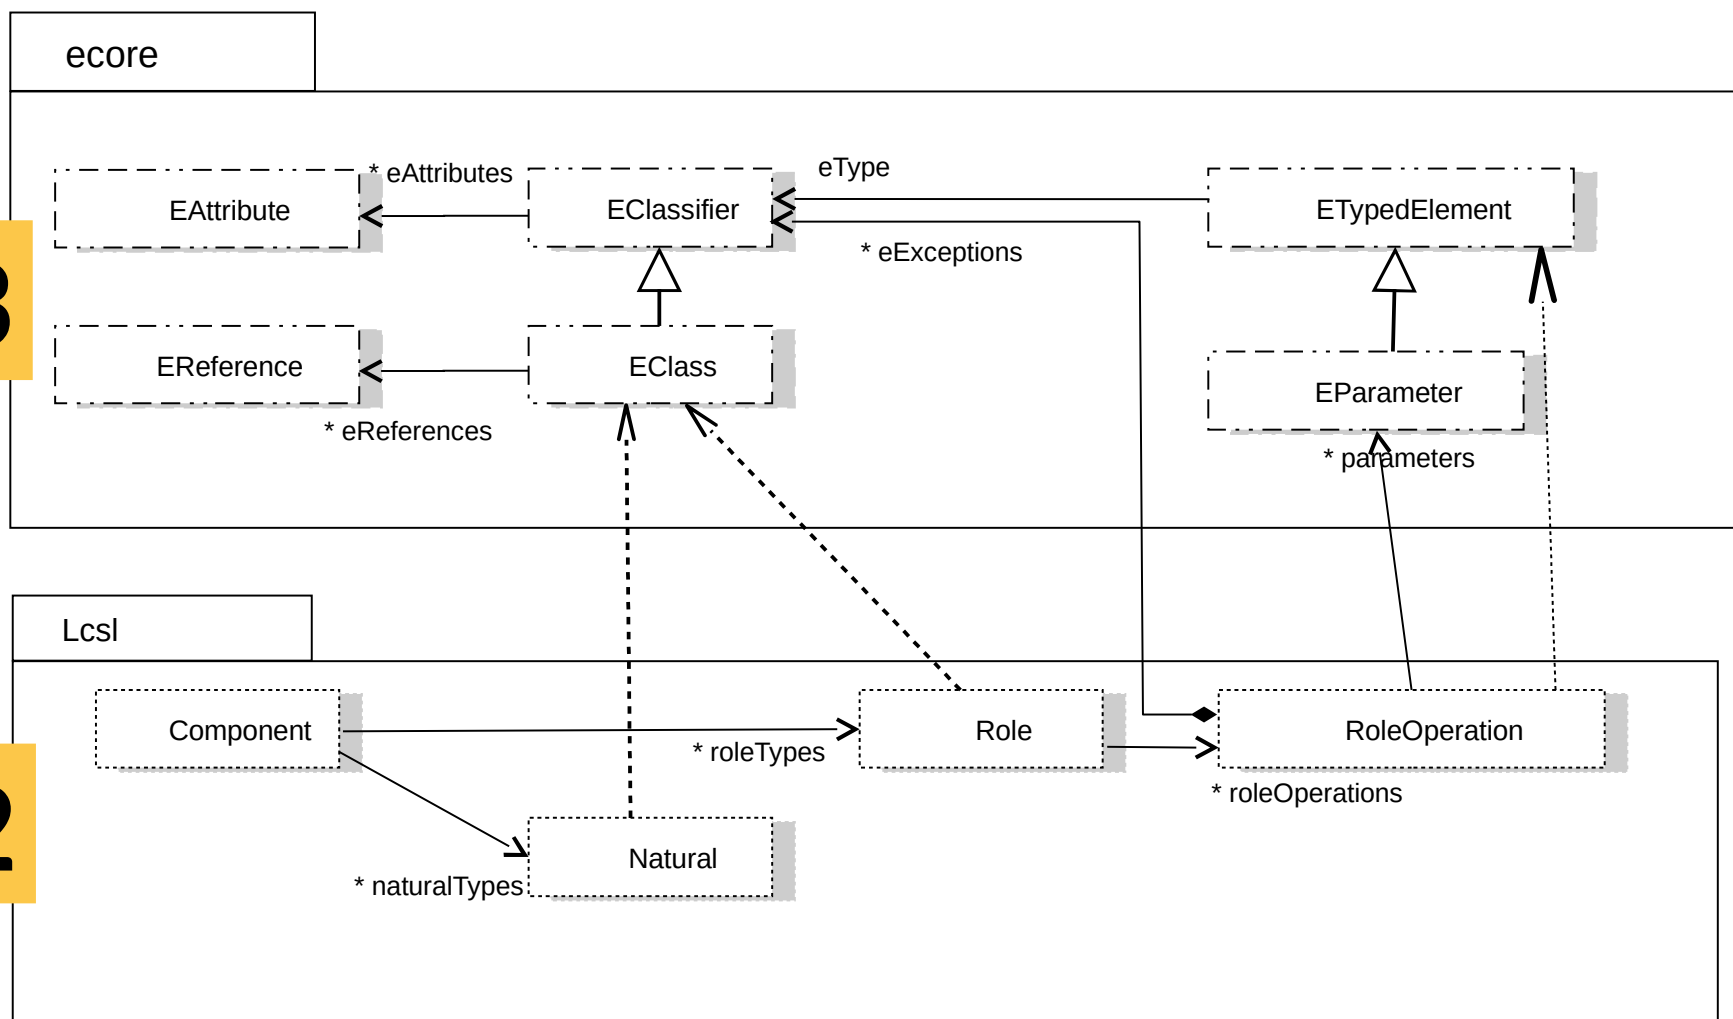 ecore
* eAttributes
eType
EAttribute
EClassifier
ETypedElement
* eExceptions
EReference
EClass
EParameter
* eReferences
* parameters
Lcsl
Component
Role
RoleOperation
* roleTypes
* roleOperations
Natural
* naturalTypes